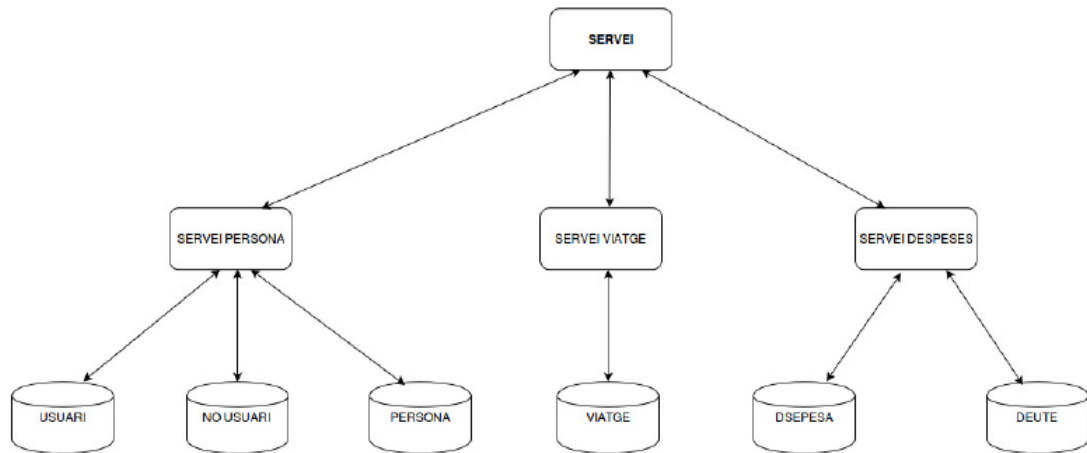 SERVEI
SERVEI PERSONA
SERVEI VIATGE
SERVEI DESPESES
USUARI
NO USUARI
PERSONA
VIATGE
DSEPESA
DEUTE